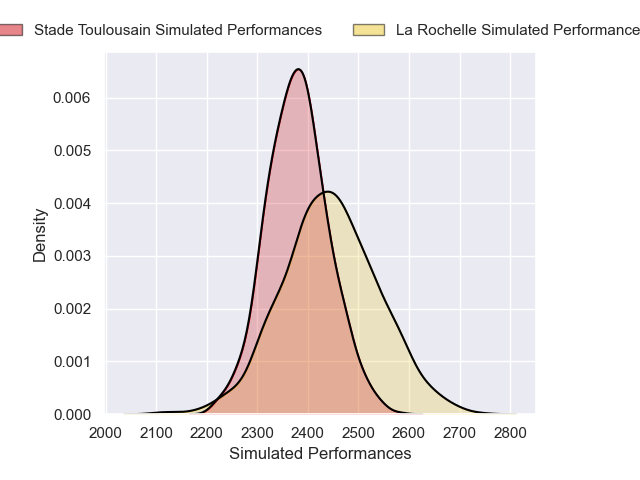 Stade Toulousain Simulated Performances La Rochelle Simulated Performance
0.006
0.005
0.004
0.003
0.002
0.001
0.000
Density
2000 2100 2200 2300 2400 2500 2600 2700 2800
Simulated Performances